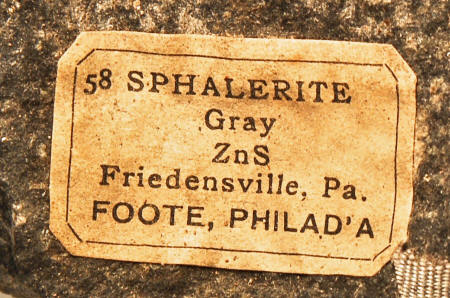 58 SPHALERITE
Gray
ZnS
Friedensville, Pa.
FOOTE, PHILAD'A